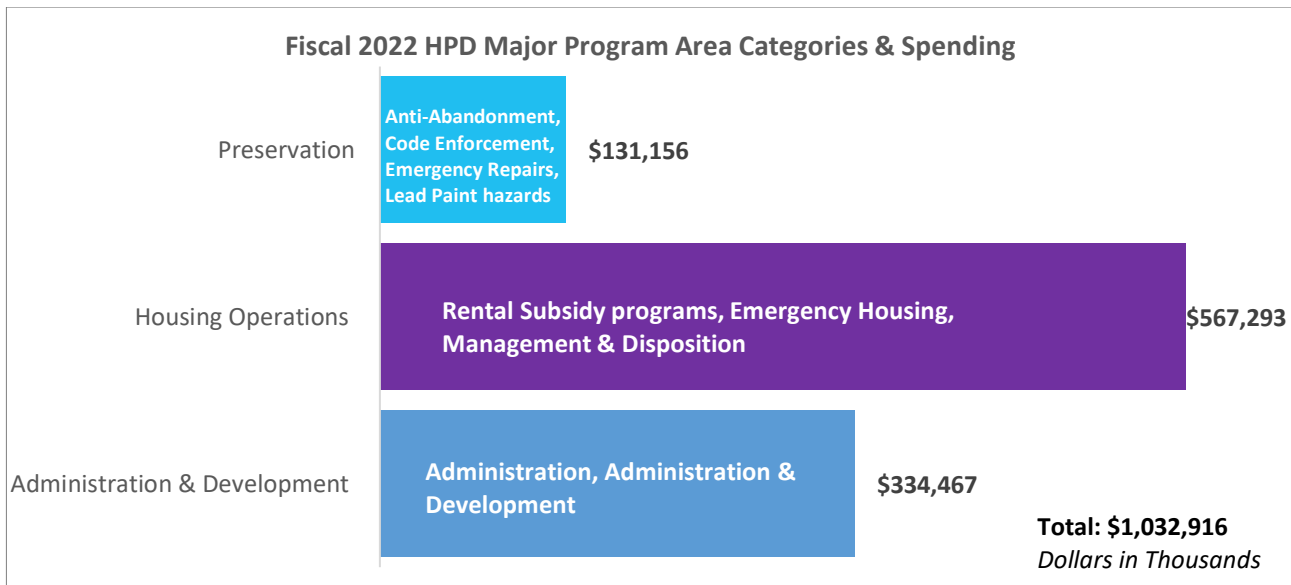 Fiscal 2022 HPD Major Program Area Categories & Spending
Preservation
Anti-Abandonment,
Code Enforcement,
Emergency Repairs,
Lead Paint hazards
$131,156
Housing Operations
Rental Subsidy programs, Emergency Housing,
Management & Disposition
$567,293
Administration & Development
Administration, Administration &
Development
$334,467
Total: $1,032,916
Dollars in Thousands